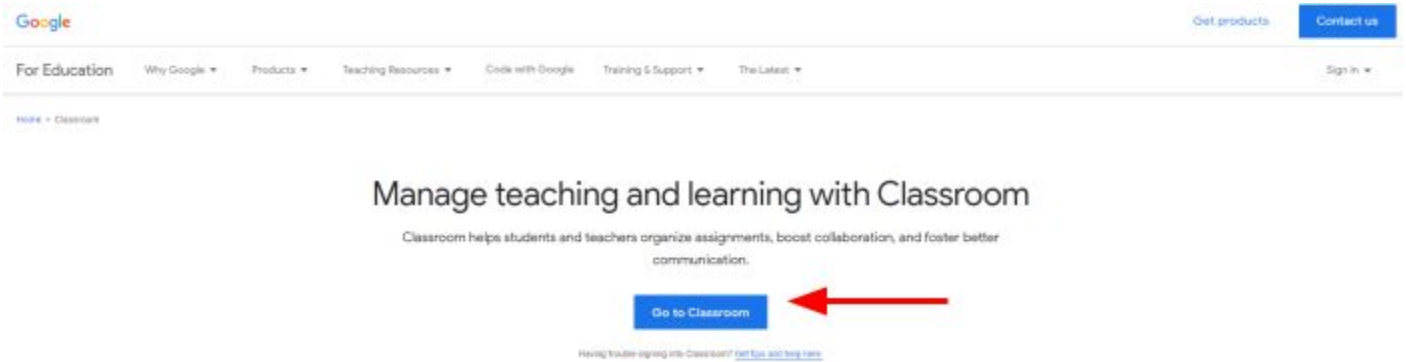 Google
Get products
Contact us
For Education
Why Google
Products
Teaching Resources
Code with Google
Training & Support
The Latest
Sign in
Home > Classroom
Manage teaching and learning with Classroom
Classroom helps students and teachers organize assignments, boost collaboration, and foster better
communication.
Go to Classroom
Having trouble signing into Classroom? Get tips and help here.